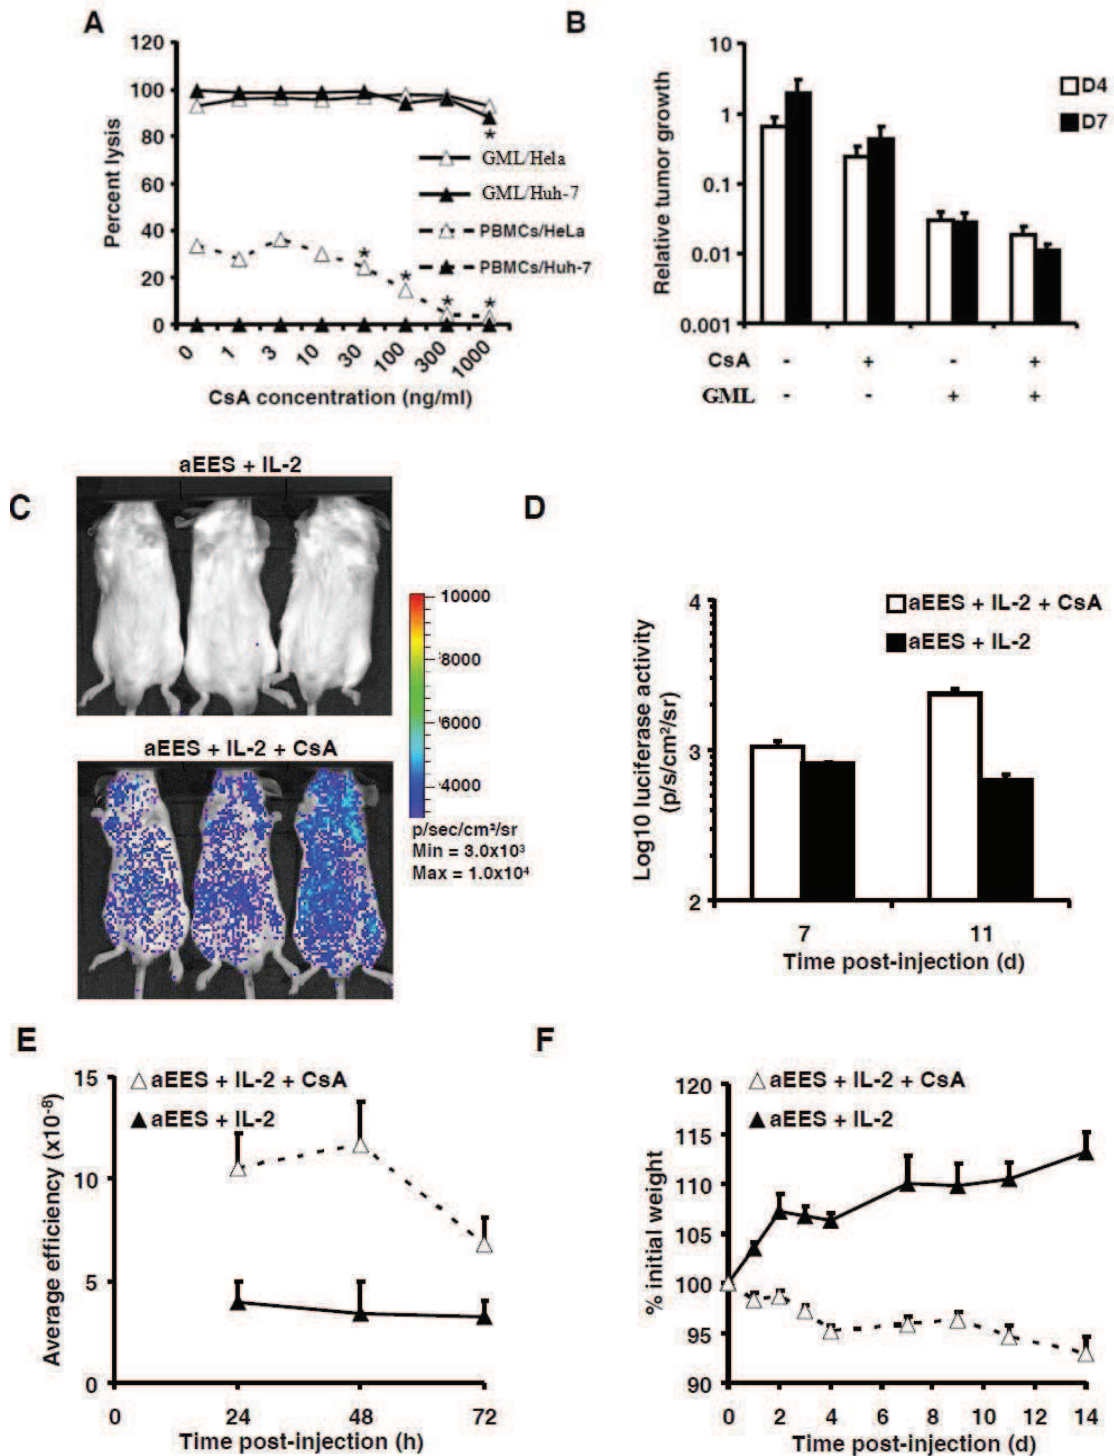 A
120
100
80
60
40
20
0
Percent lysis
*
GML/Hela
GML/Huh-7
PBMCs/HeLa
PBMCs/Huh-7
* * * *
0 1 3 10 30 100 300 1000
CsA concentration (ng/ml)
B
10
1
0.1
0.01
0.001
Relative tumor growth
D4
D7
CsA - + - +
GML - - + +
C
aEES + IL-2
aEES + IL-2 + CsA
10000
8000
6000
4000
p/sec/cm²/sr
Min = 3.0x10³
Max = 1.0x10⁴
D
4
3
2
Log10 luciferase activity
(p/s/cm²/sr)
aEES + IL-2 + CsA
aEES + IL-2
7 11
Time post-injection (d)
E
15
10
5
0
Average efficiency (x10⁻⁸)
aEES + IL-2 + CsA
aEES + IL-2
0 24 48 72
Time post-injection (h)
F
120
115
110
105
100
95
90
% initial weight
aEES + IL-2 + CsA
aEES + IL-2
0 2 4 6 8 9 10 12 14
Time post-injection (d)